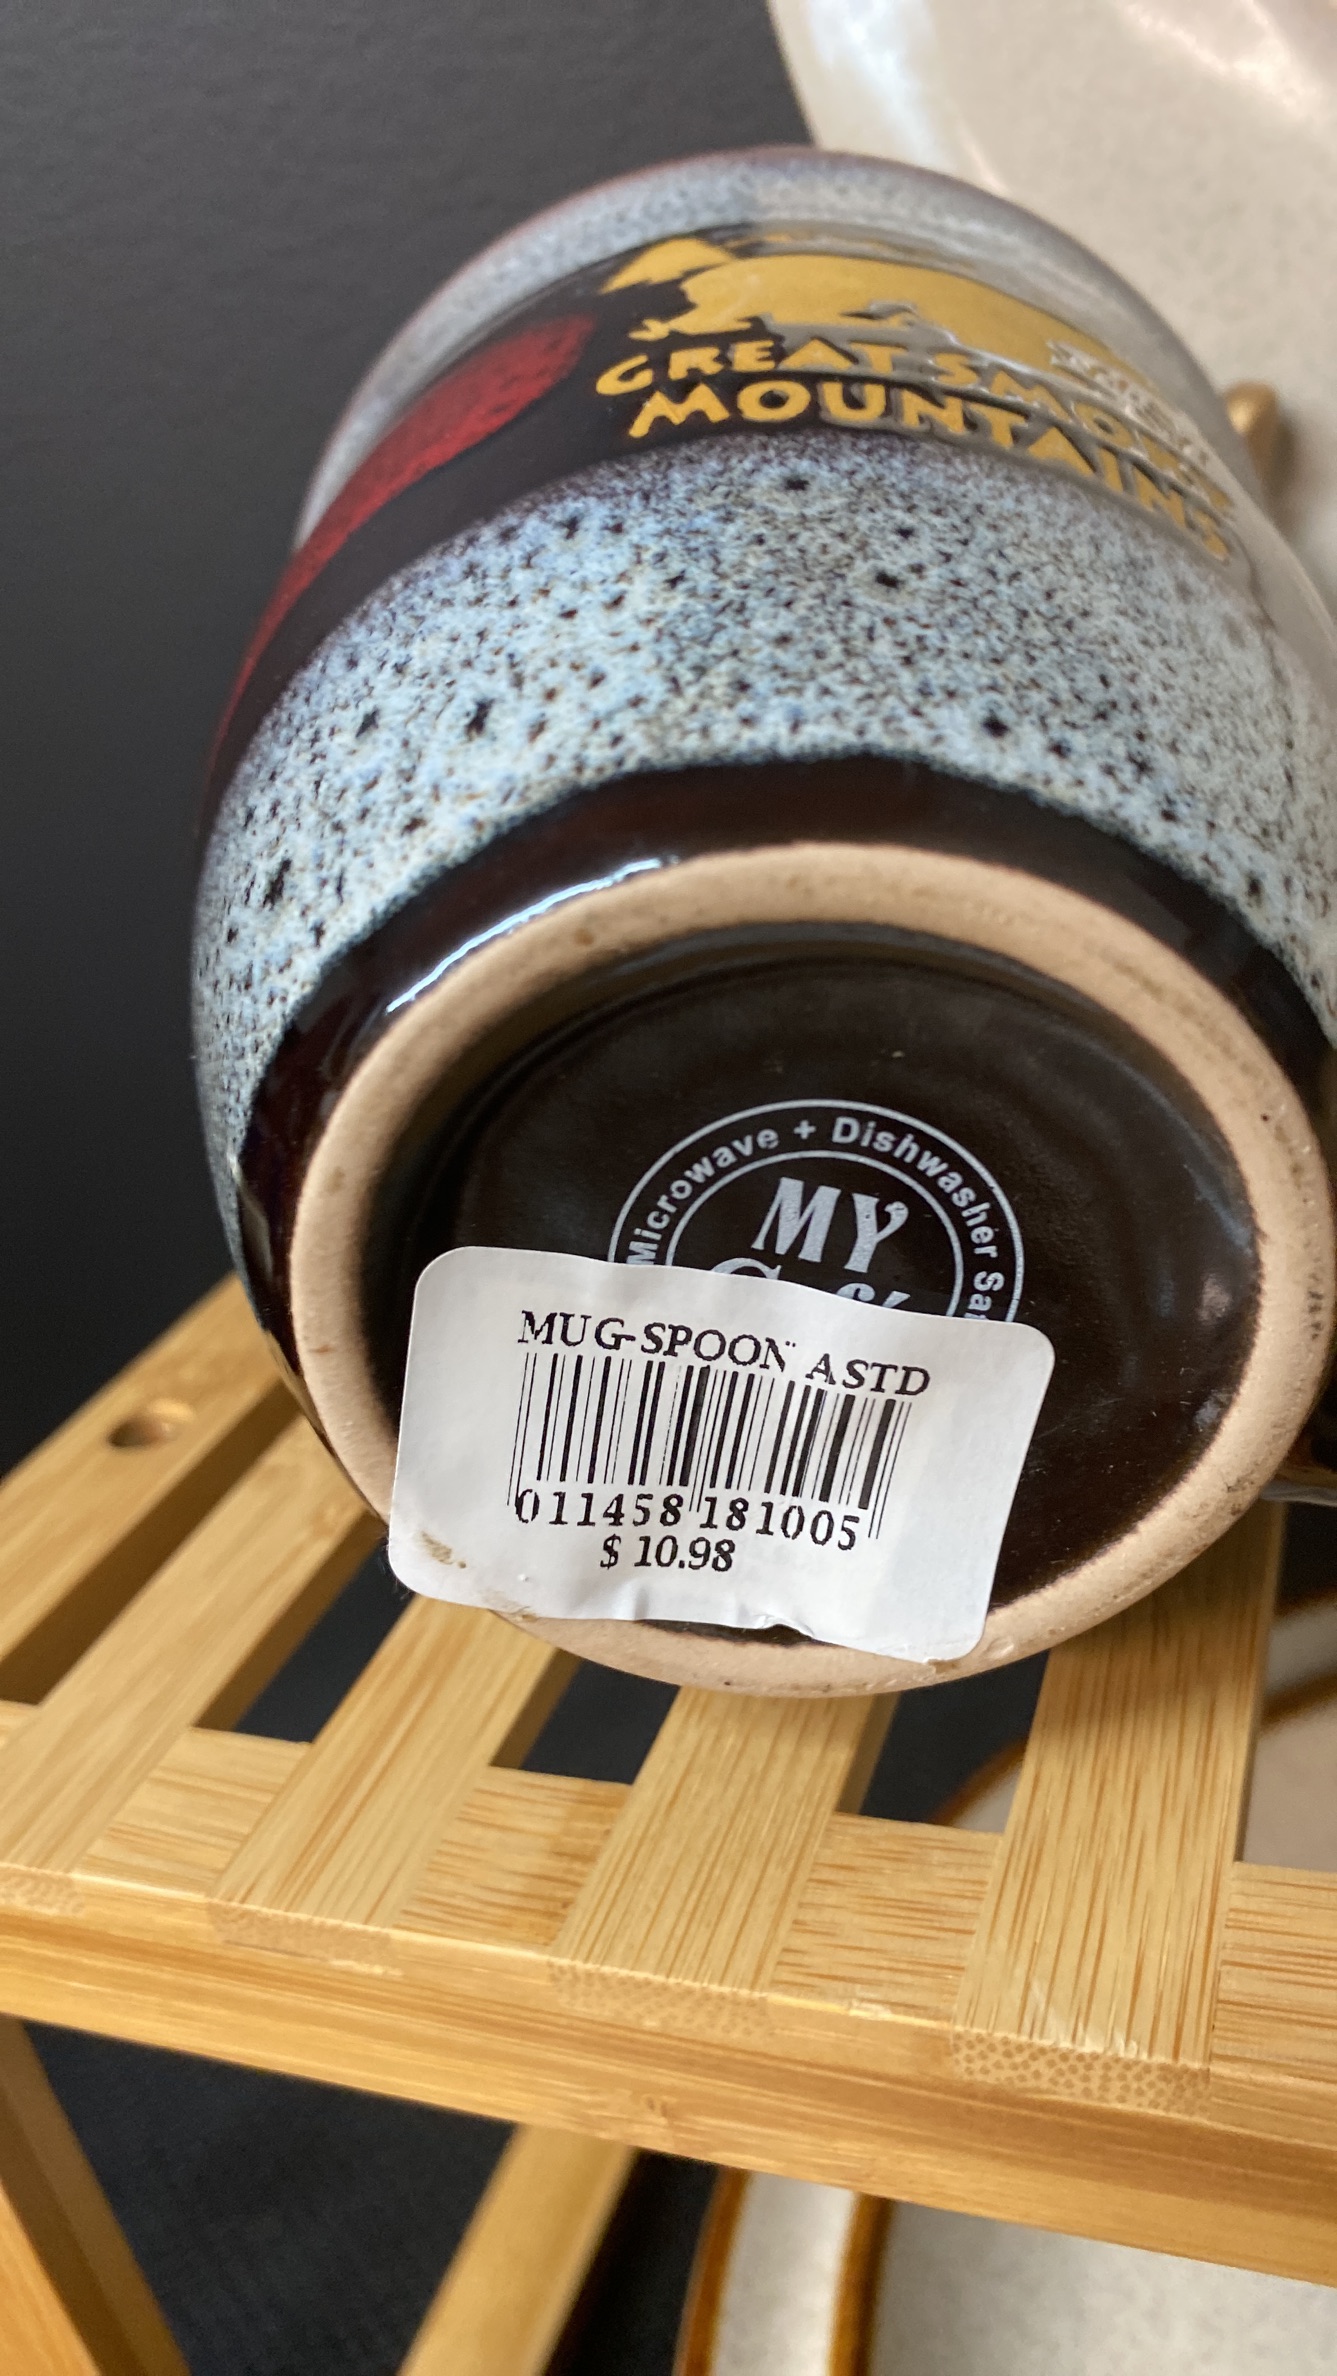 GREAT SMOKY
MOUNTAINS
Microwave + Dishwasher
MY
MUG-SPOON ASTD
011458 181005
$ 10.98